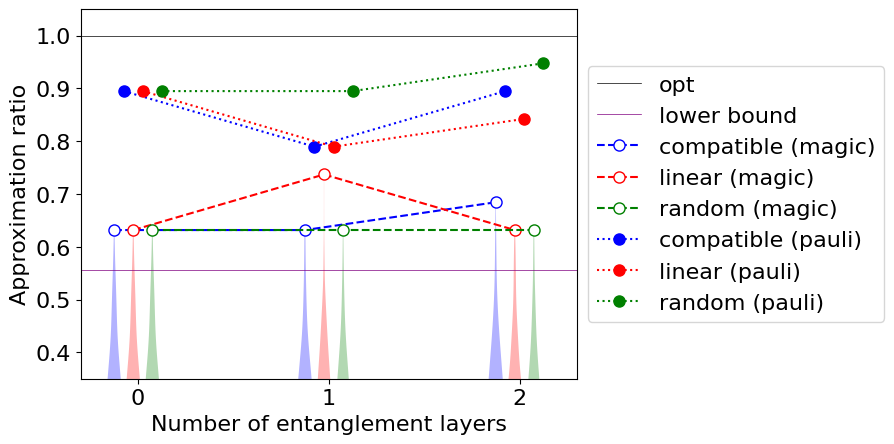 1.0
0.9
0.8
0.7
0.6
0.5
0.4
Approximation ratio
0 1 2
Number of entanglement layers
opt
lower bound
compatible (magic)
linear (magic)
random (magic)
compatible (pauli)
linear (pauli)
random (pauli)